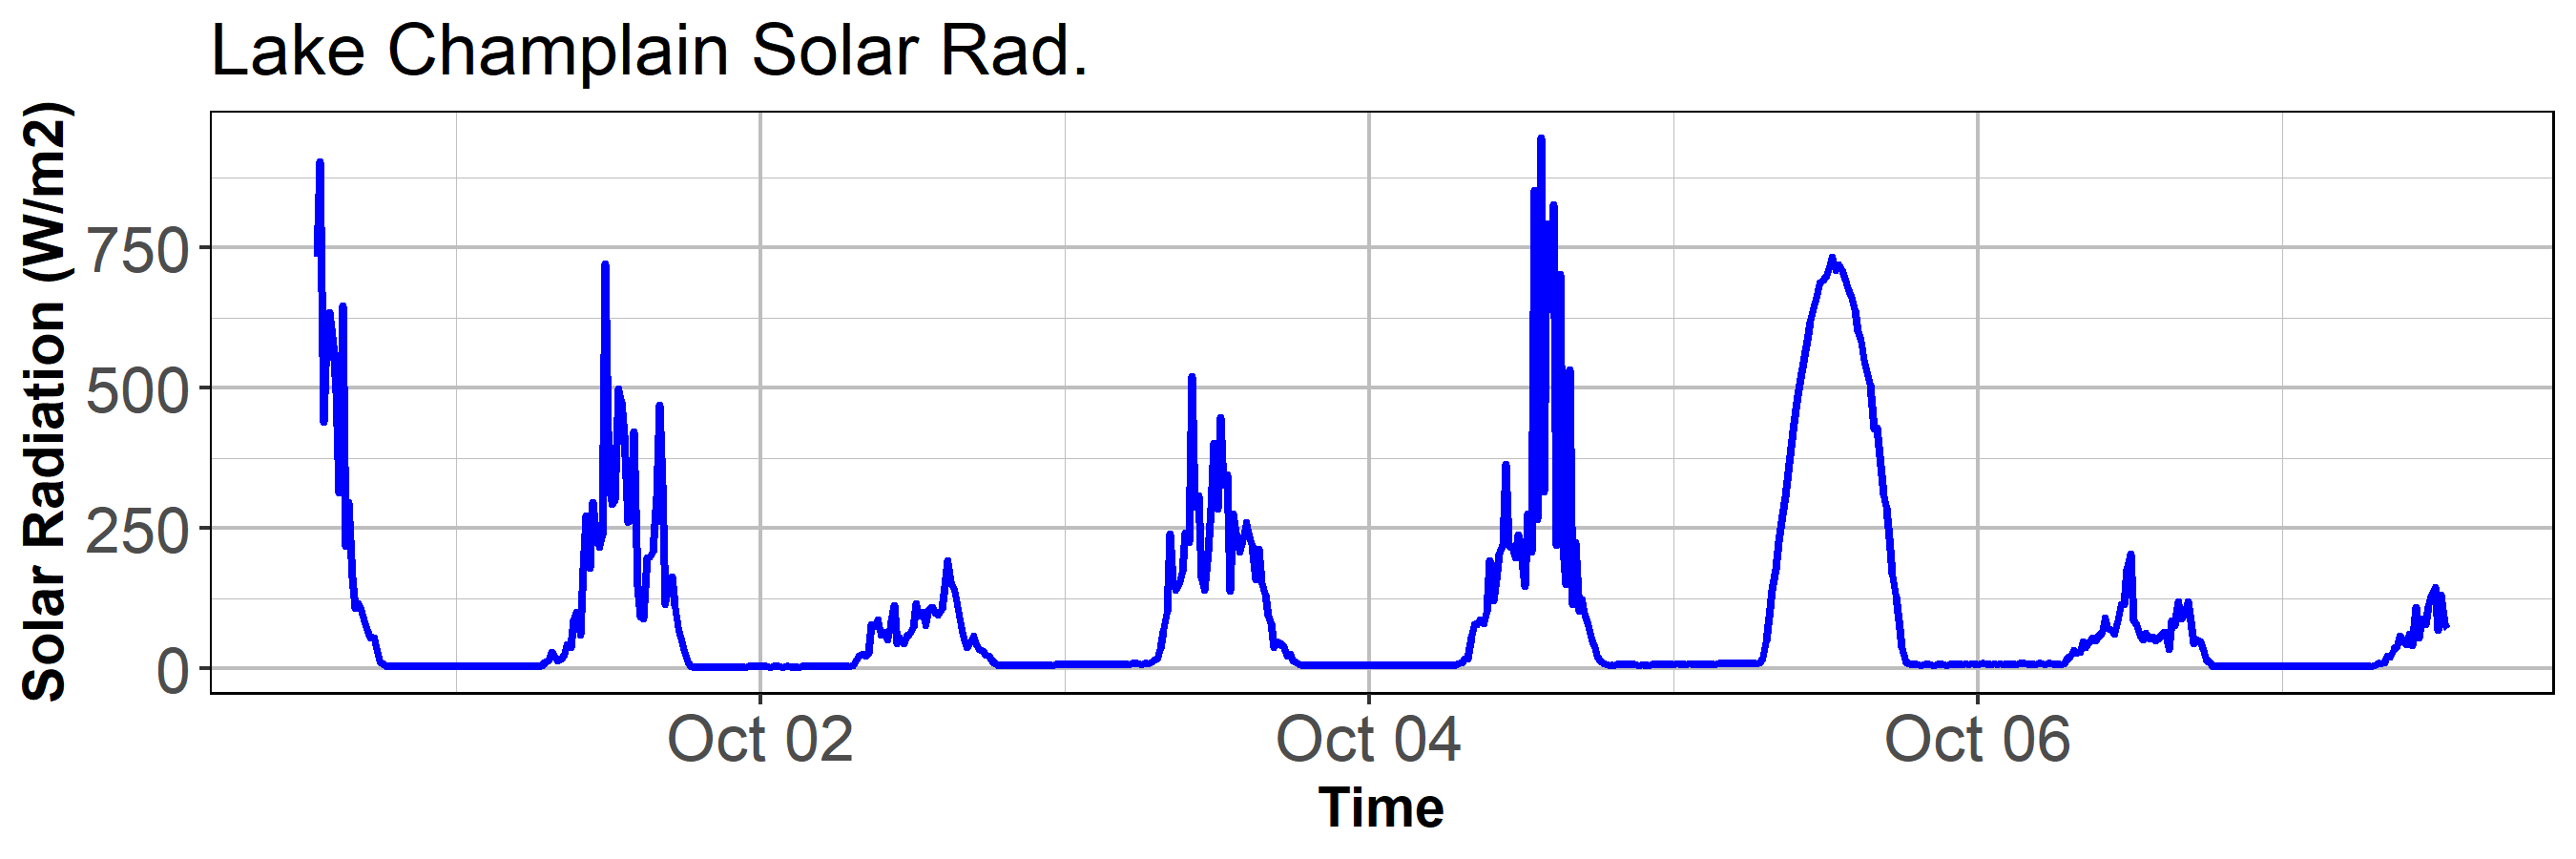 Lake Champlain Solar Rad.
Solar Radiation (W/m2)
750
500
250
0
Oct 02
Oct 04
Oct 06
Time